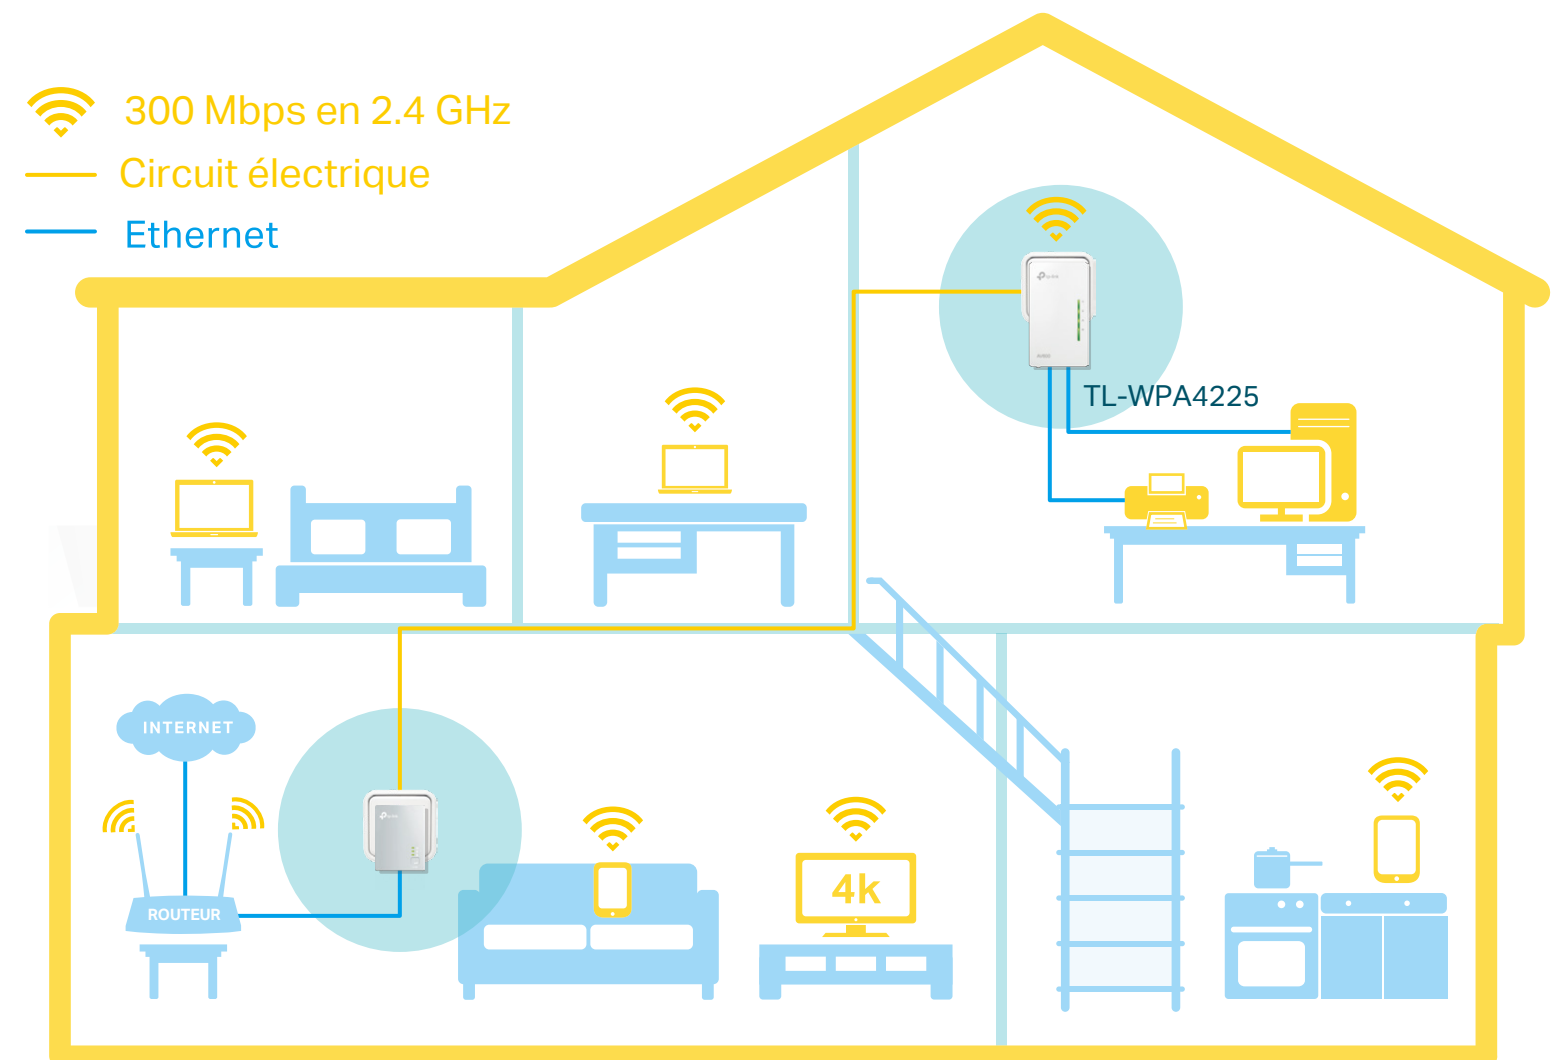 300 Mbps en 2.4 GHz
Circuit électrique
Ethernet
TL-WPA4225
INTERNET
ROUTEUR
4k